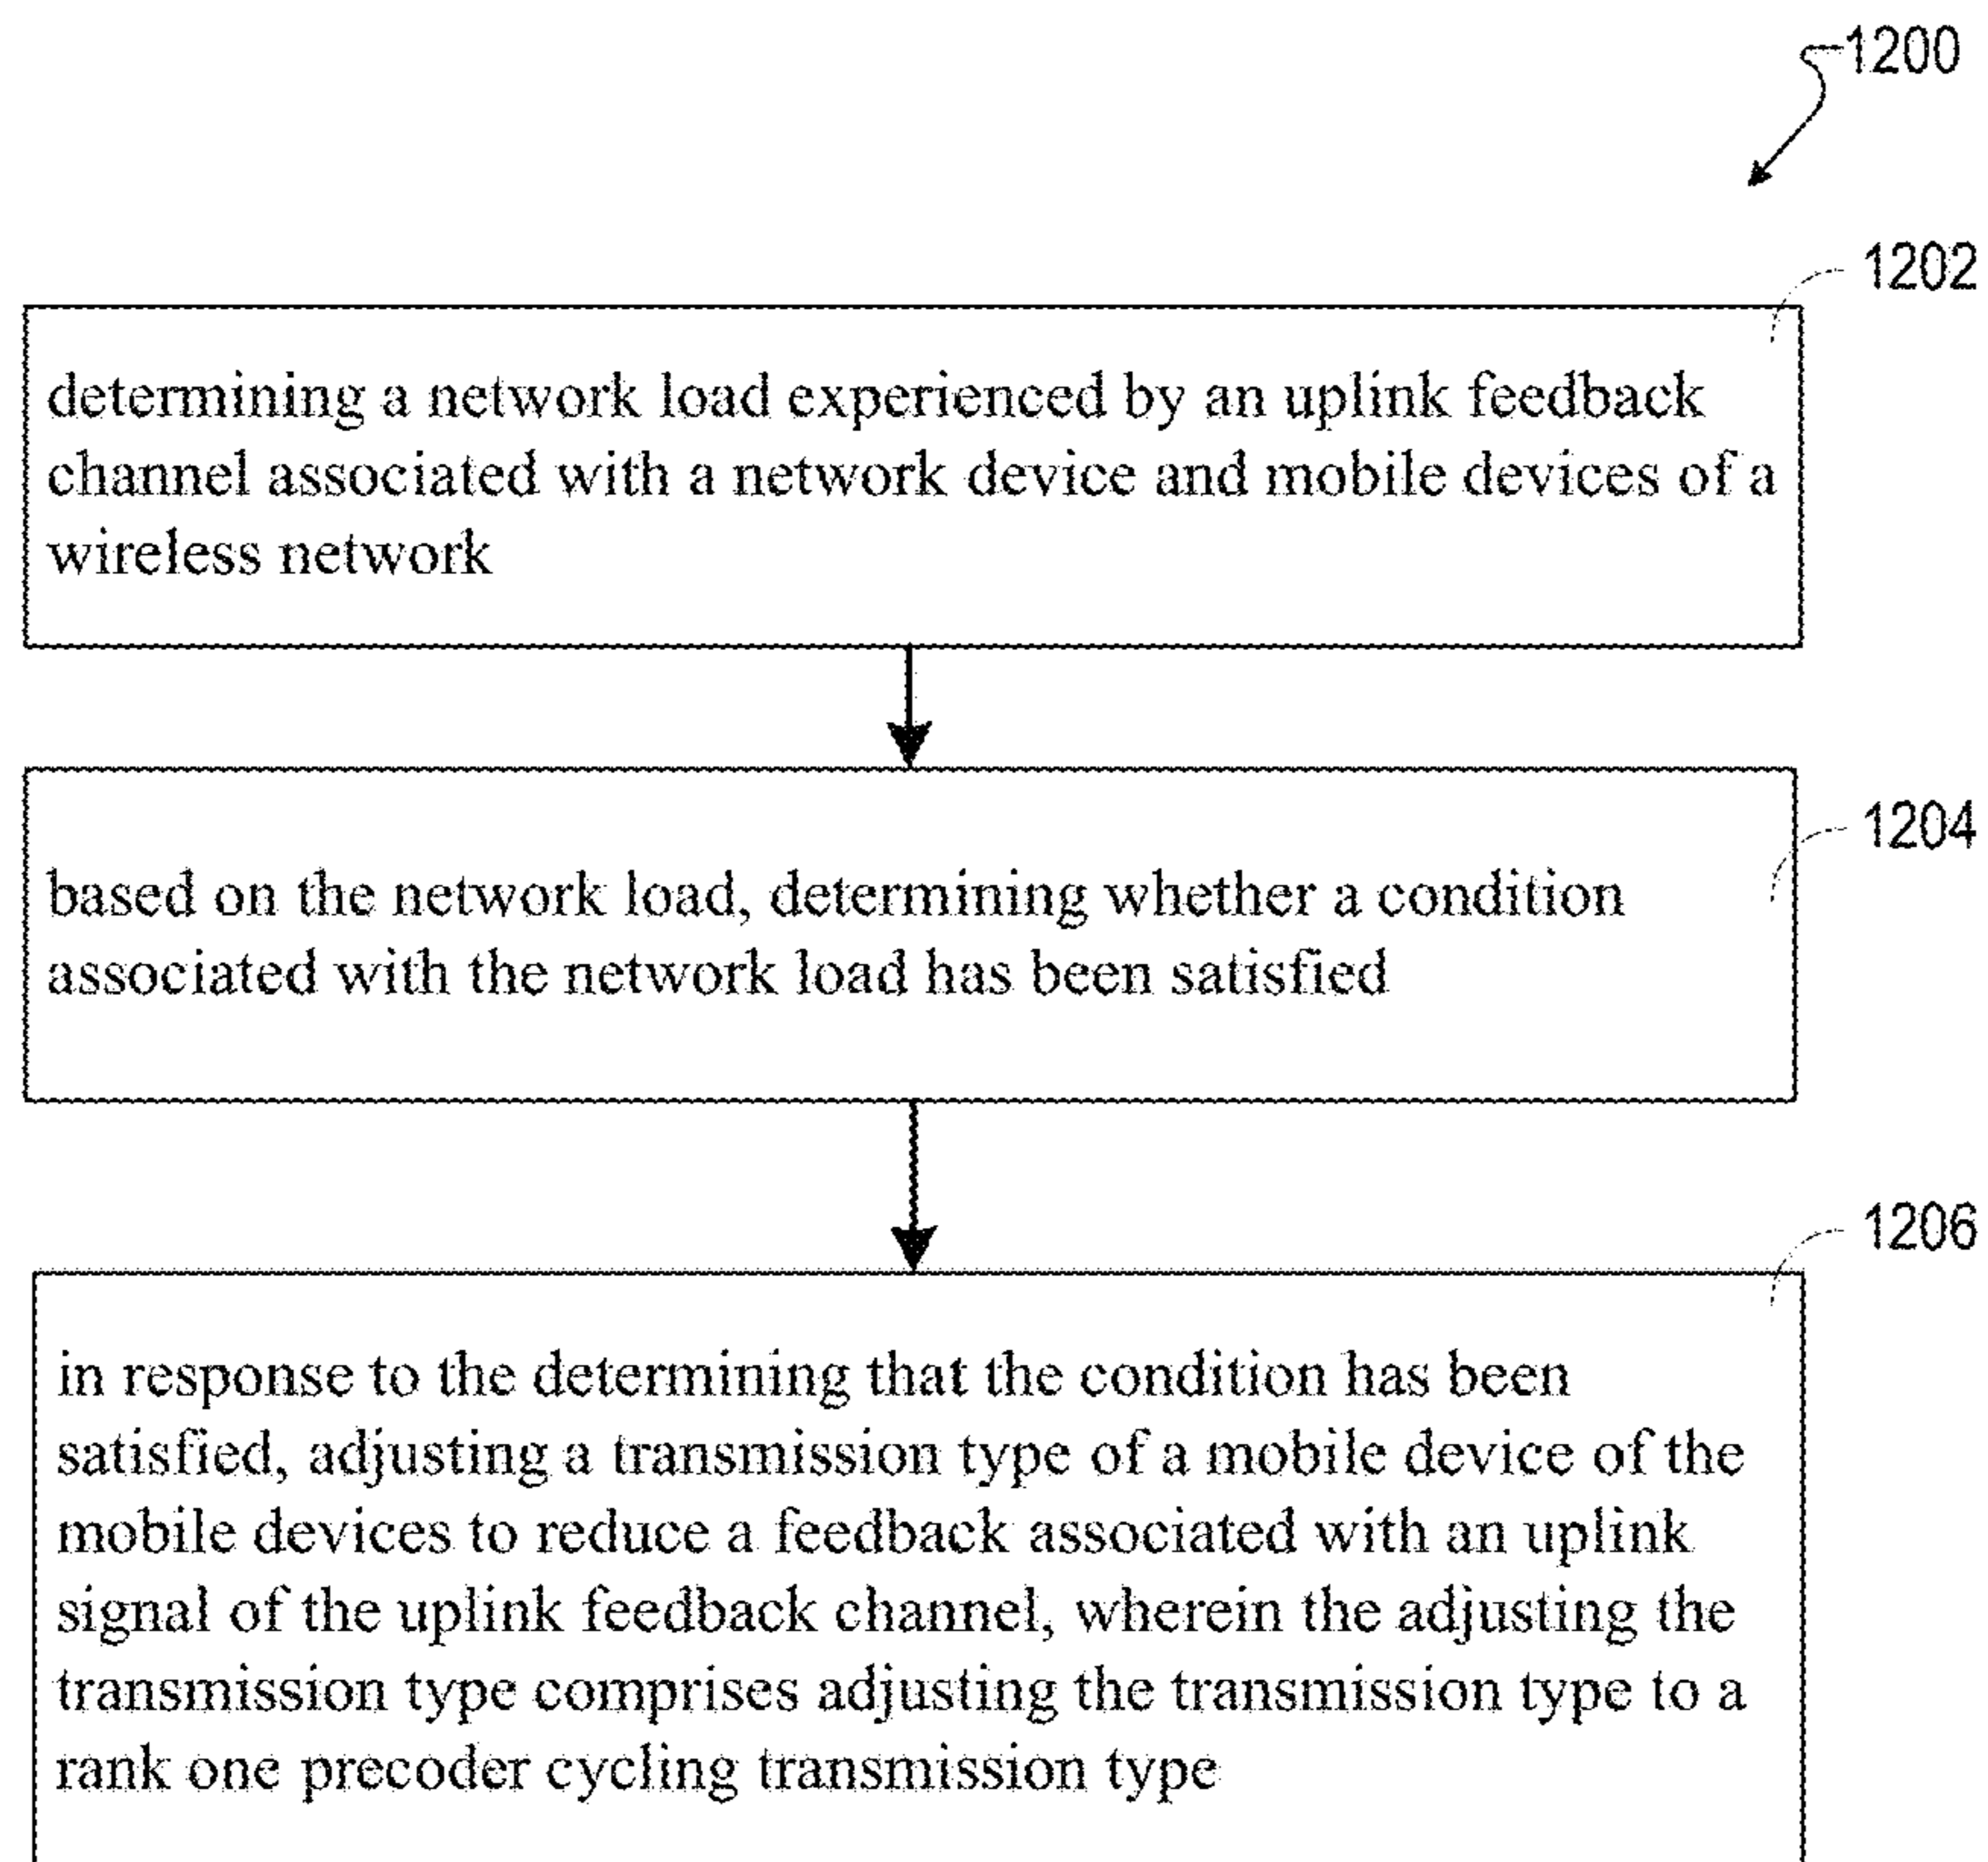 1200
1202
determining a network load experienced by an uplink feedback
channel associated with a network device and mobile devices of a
wireless network
1204
based on the network load, determining whether a condition
associated with the network load has been satisfied
1206
in response to the determining that the condition has been
satisfied, adjusting a transmission type of a mobile device of the
mobile devices to reduce a feedback associated with an uplink
signal of the uplink feedback channel, wherein the adjusting the
transmission type comprises adjusting the transmission type to a
rank one precoder cycling transmission type